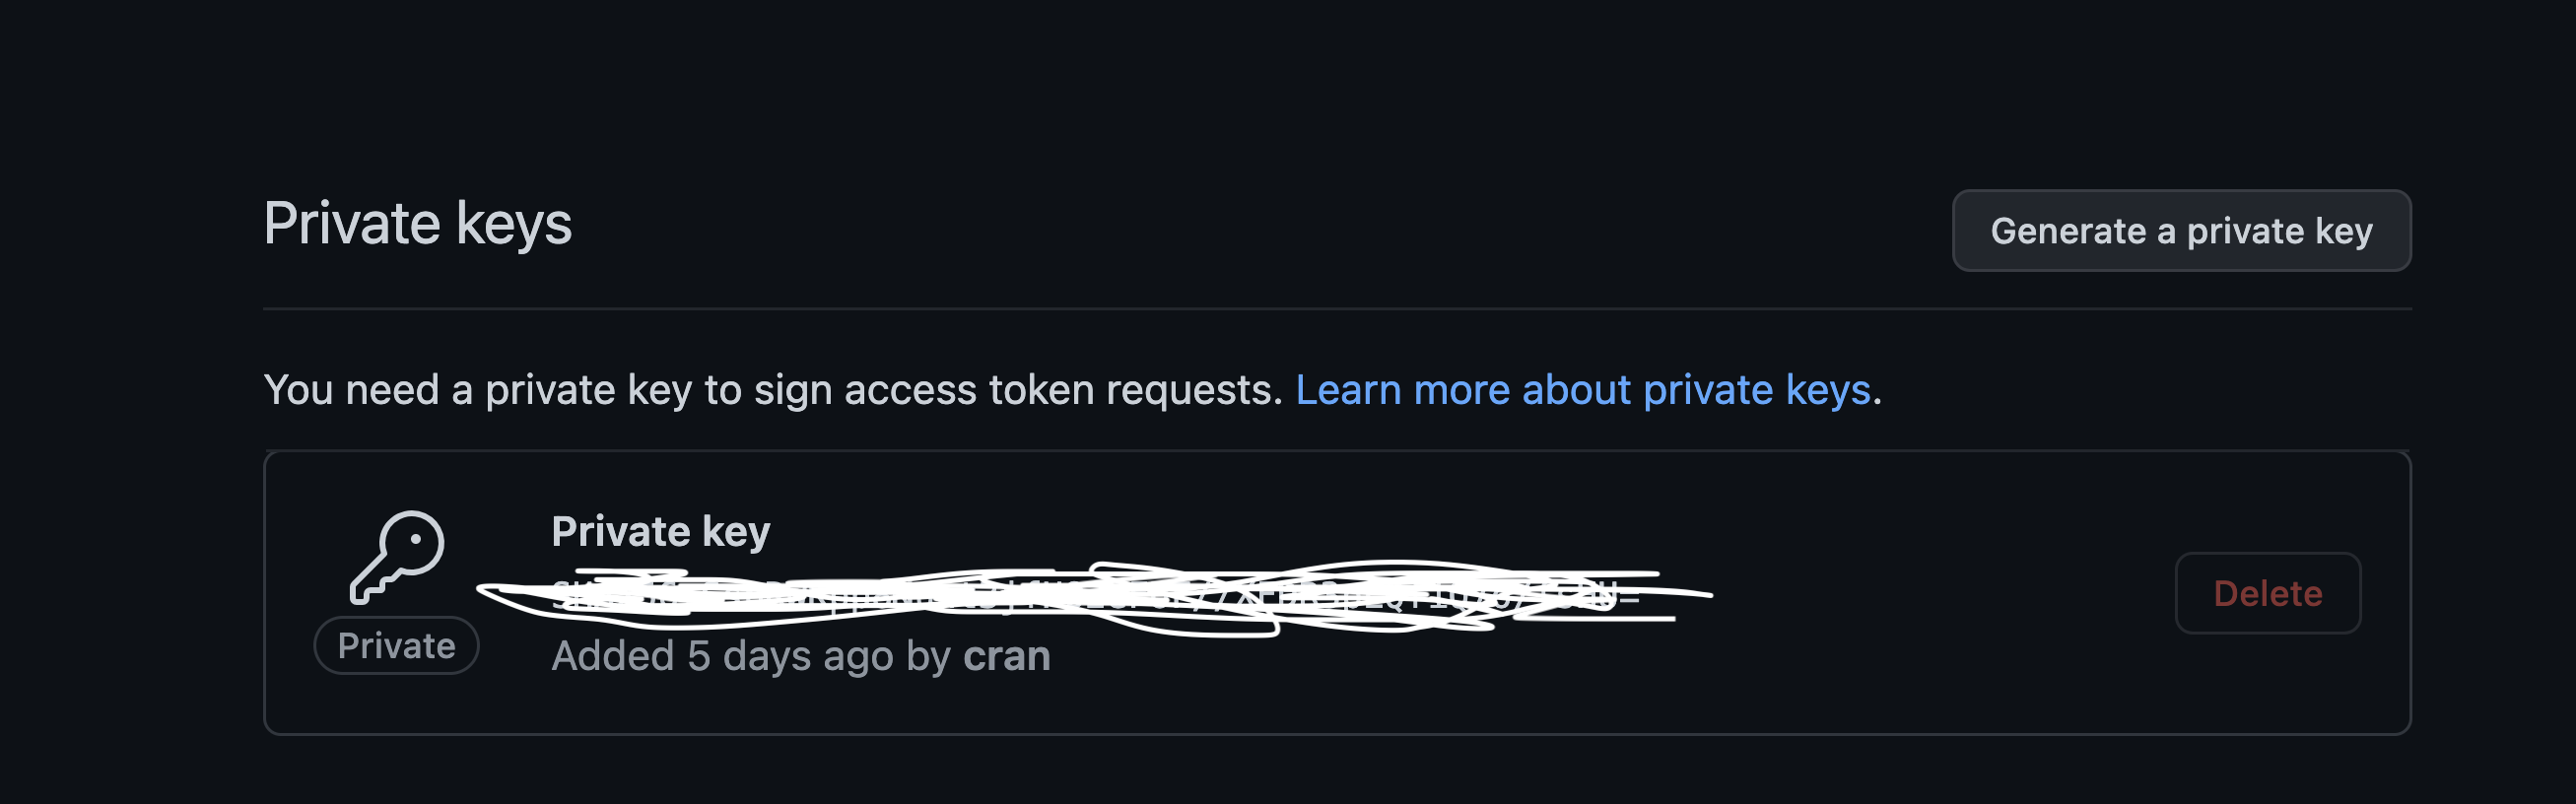 Private keys
Generate a private key
You need a private key to sign access token requests. Learn more about private keys.
Private key
Private
Added 5 days ago by cran
Delete